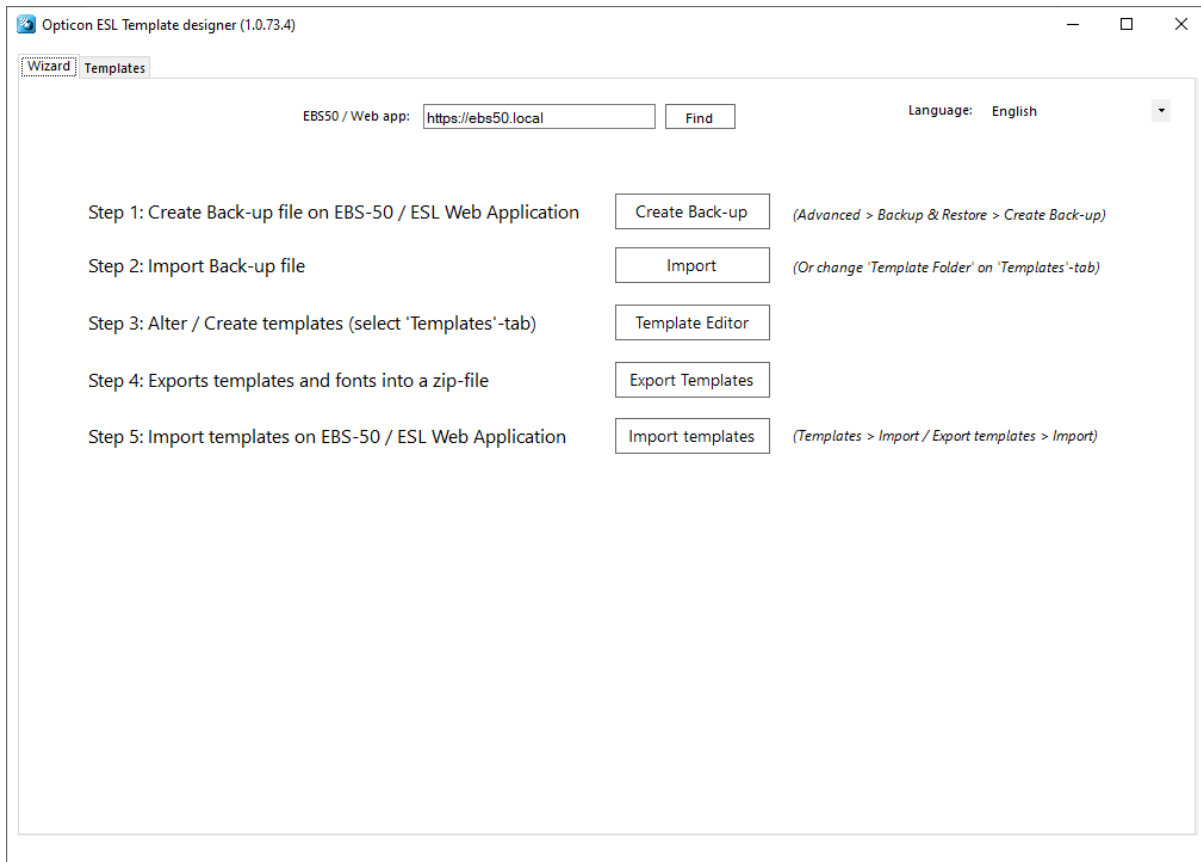 Opticon ESL Template designer (1.0.73.4)
Wizard Templates
EBS50 / Web app: https://ebs50.local Find Language: English
Step 1: Create Back-up file on EBS-50 / ESL Web Application Create Back-up (Advanced > Backup & Restore > Create Back-up)
Step 2: Import Back-up file Import (Or change 'Template Folder' on 'Templates'-tab)
Step 3: Alter / Create templates (select 'Templates'-tab) Template Editor
Step 4: Exports templates and fonts into a zip-file Export Templates
Step 5: Import templates on EBS-50 / ESL Web Application Import templates (Templates > Import / Export templates > Import)